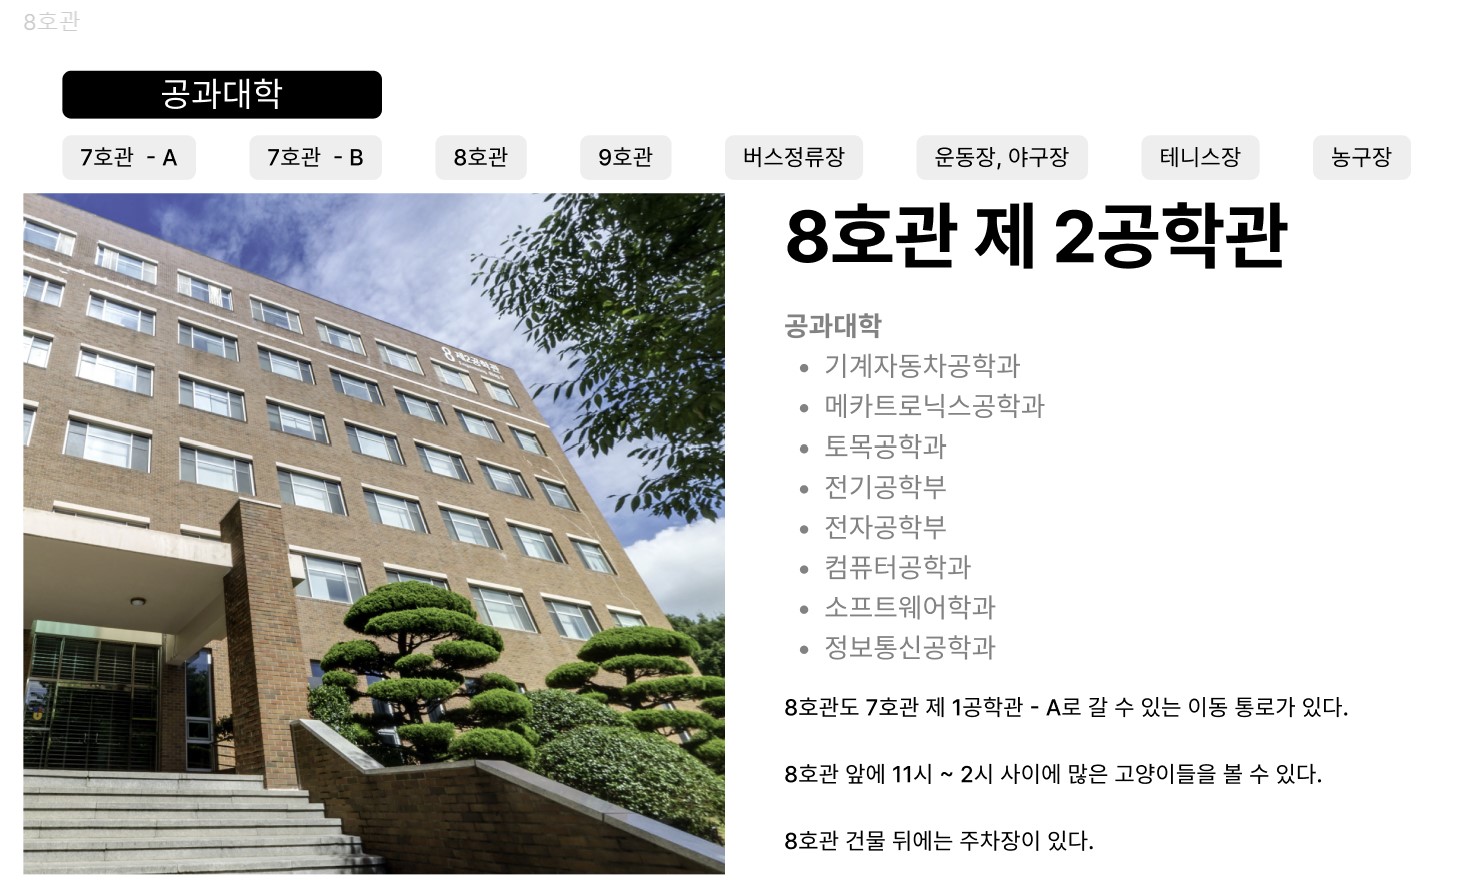 8호관
공과대학
7호관 - A
7호관 - B
8호관
9호관
버스정류장
운동장, 야구장
테니스장
농구장
8 제2공학관
8호관 제 2공학관
공과대학
• 기계자동차공학과
• 메카트로닉스공학과
• 토목공학과
• 전기공학부
• 전자공학부
• 컴퓨터공학과
• 소프트웨어학과
• 정보통신공학과
8호관도 7호관 제 1공학관 - A로 갈 수 있는 이동 통로가 있다.
8호관 앞에 11시 ~ 2시 사이에 많은 고양이들을 볼 수 있다.
8호관 건물 뒤에는 주차장이 있다.